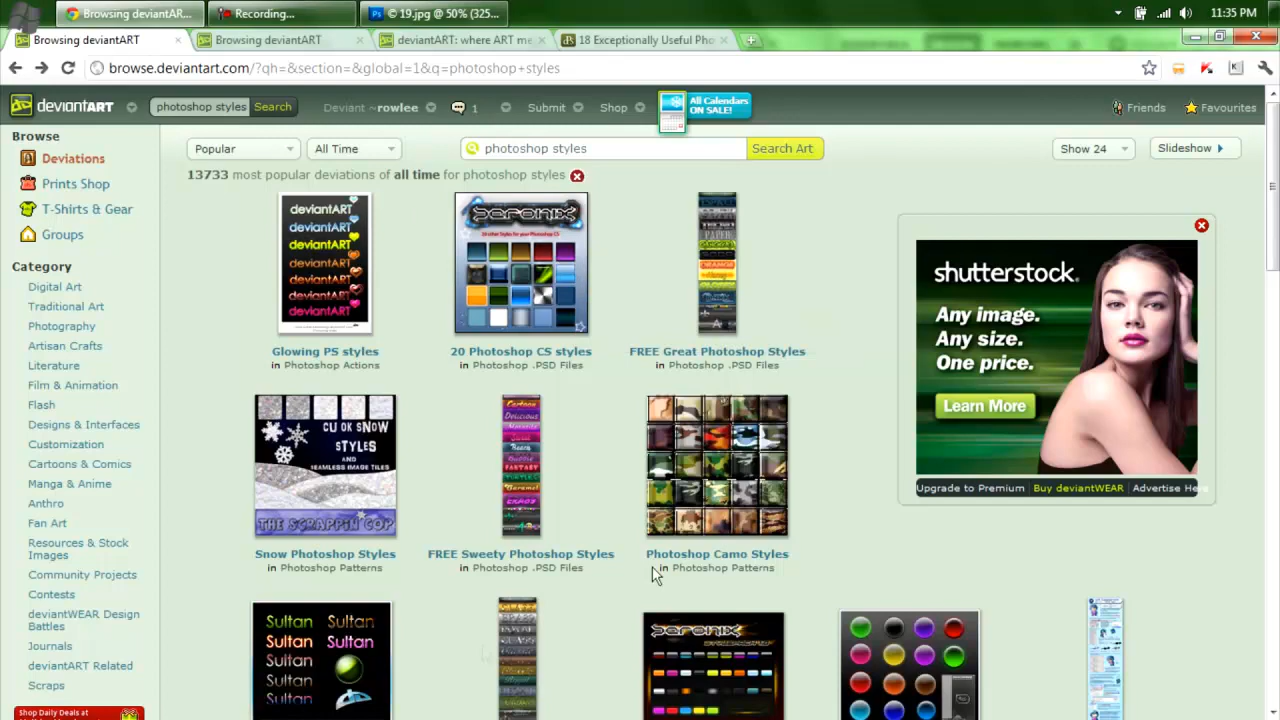 Browsing deviantAR...
Recording...
© 19.jpg @ 50% (325...
11:35 PM
Browsing deviantART
Browsing deviantART
deviantART: where ART me
18 Exceptionally Useful Pho
browse.deviantart.com/?qh=&section=&global=1&q=photoshop+styles
deviantART
photoshop styles
Search
Deviant ~rowlee
1
Submit
Shop
All Calendars
ON SALE!
Friends
Favourites
Browse
Deviations
Prints Shop
T-Shirts & Gear
Groups
Category
Digital Art
Traditional Art
Photography
Artisan Crafts
Literature
Film & Animation
Flash
Designs & Interfaces
Customization
Cartoons & Comics
Manga & Anime
Anthro
Fan Art
Resources & Stock
Images
Community Projects
Contests
deviantWEAR Design
Battles
Journals
deviantART Related
Scraps
Shop Daily Deals at
Popular
All Time
photoshop styles
Search Art
Show 24
Slideshow
13733 most popular deviations of all time for photoshop styles
deviantART
deviantART
deviantART
deviantART
deviantART
deviantART
deviantART
Glowing PS styles
in Photoshop Actions
20 Photoshop CS styles
in Photoshop .PSD Files
FREE Great Photoshop Styles
in Photoshop .PSD Files
STYLES
AND
SEAMLESS IMAGE TILES
THE SCRAPPIN COP
Snow Photoshop Styles
in Photoshop Patterns
Cartoon
Delicious
FANTASY
Caramel
FREE Sweety Photoshop Styles
in Photoshop .PSD Files
Photoshop Camo Styles
in Photoshop Patterns
Sultan Sultan
Sultan Sultan
Sultan
Sultan
Sultan
shutterstock
Any image.
Any size.
One price.
Learn More
Upgrade to Premium
Buy deviantWEAR
Advertise He